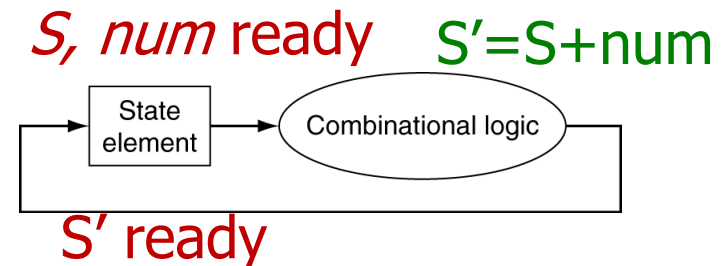 S, num ready
S′=S+num
State
element
Combinational logic
S′ ready